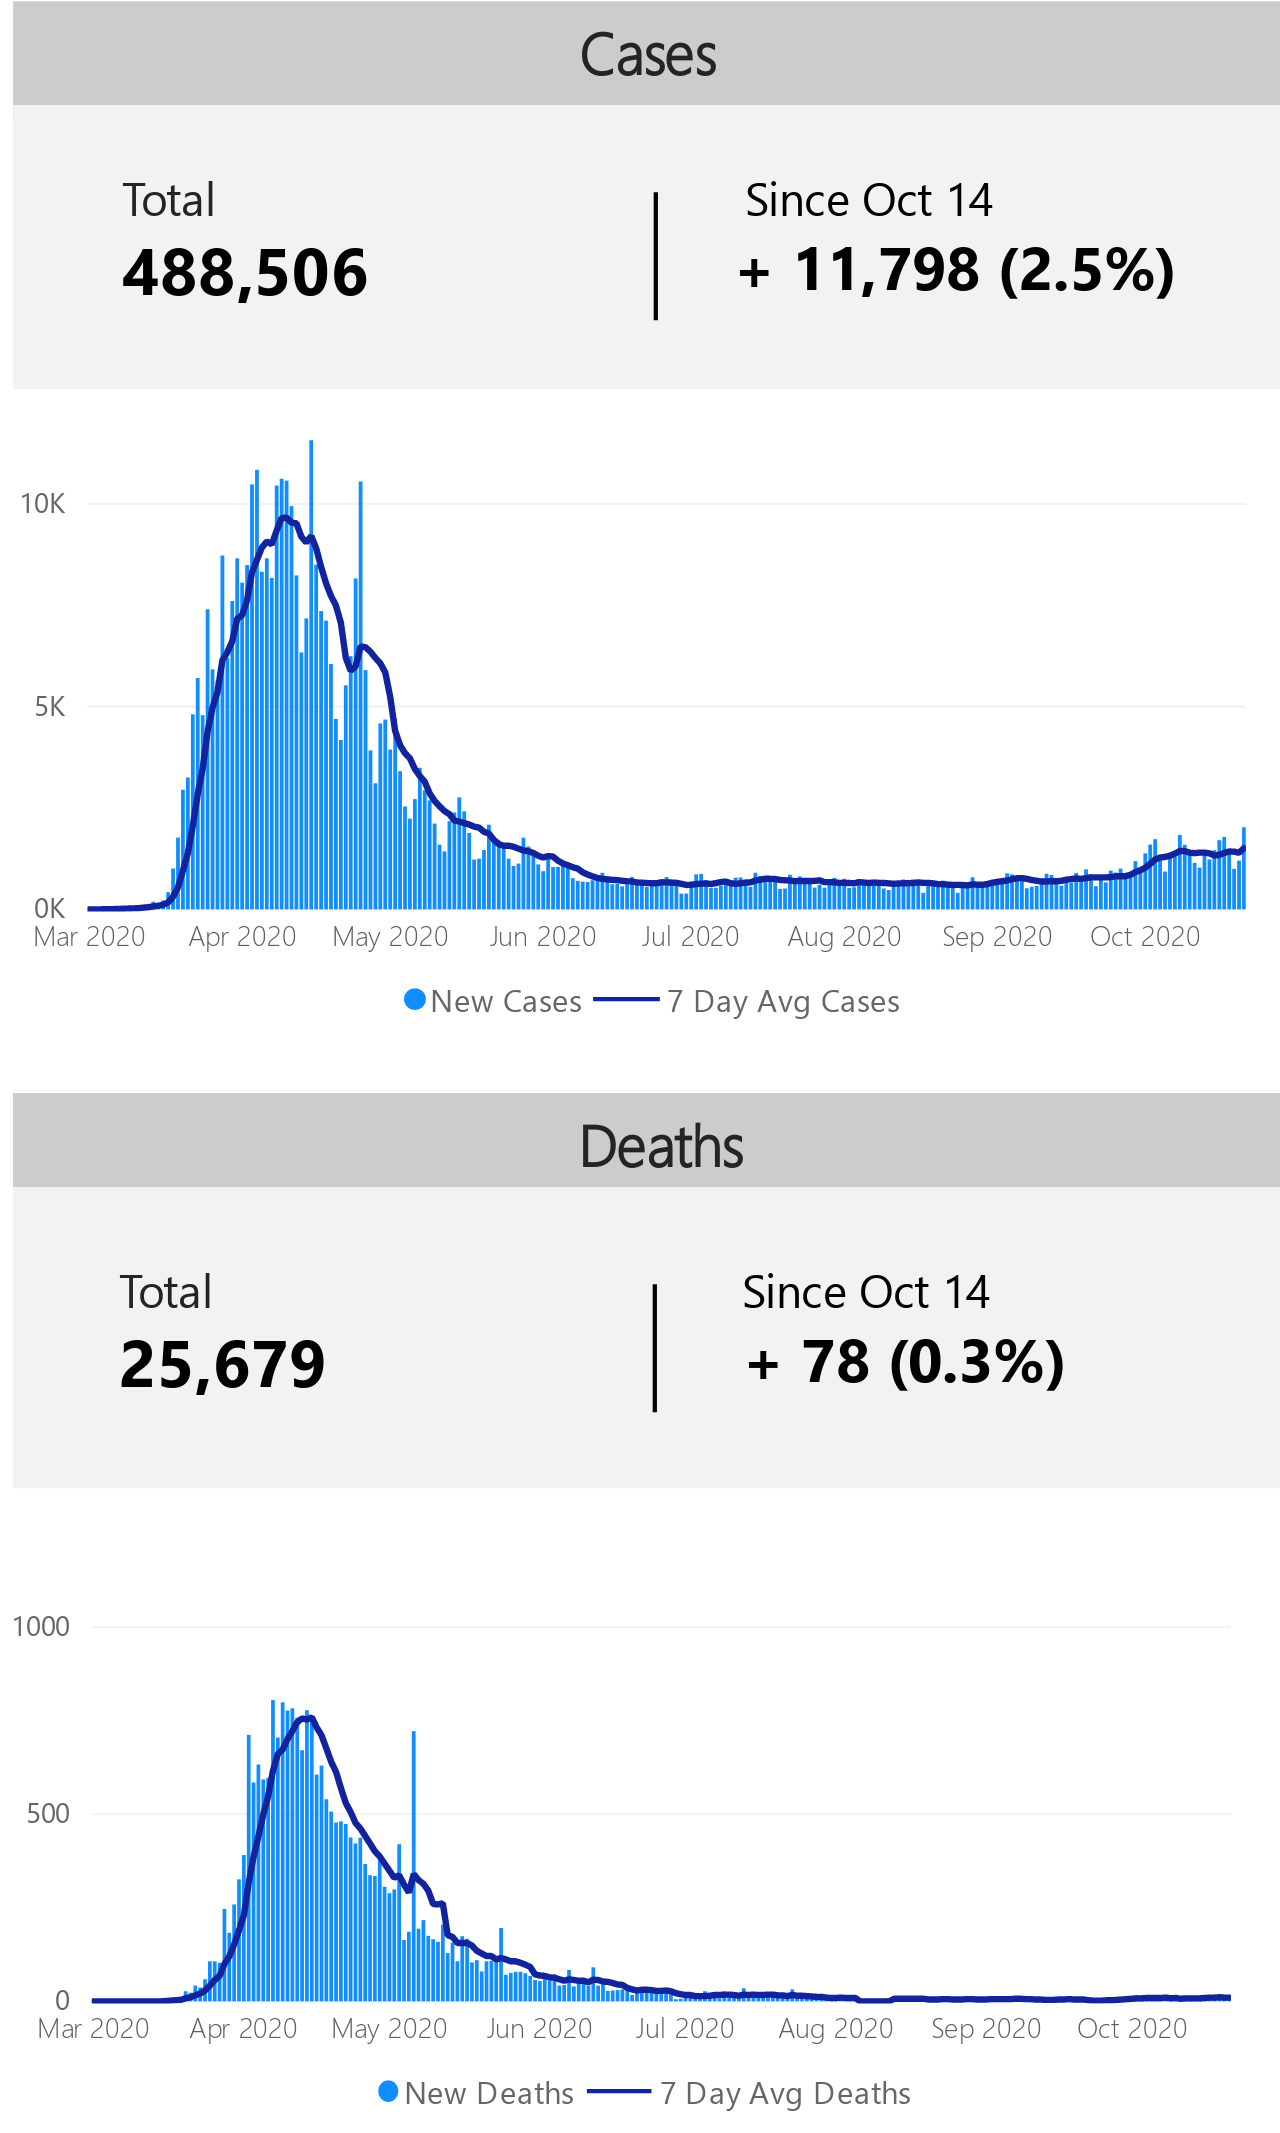 Cases
Total
Since Oct 14
488,506
+ 11,798 (2.5%)
10K
5K
0K
Mar 2020 Apr 2020 May 2020 Jun 2020 Jul 2020 Aug 2020 Sep 2020 Oct 2020
New Cases 7 Day Avg Cases
Deaths
Total
Since Oct 14
25,679
+ 78 (0.3%)
1000
500
0
Mar 2020 Apr 2020 May 2020 Jun 2020 Jul 2020 Aug 2020 Sep 2020 Oct 2020
New Deaths 7 Day Avg Deaths